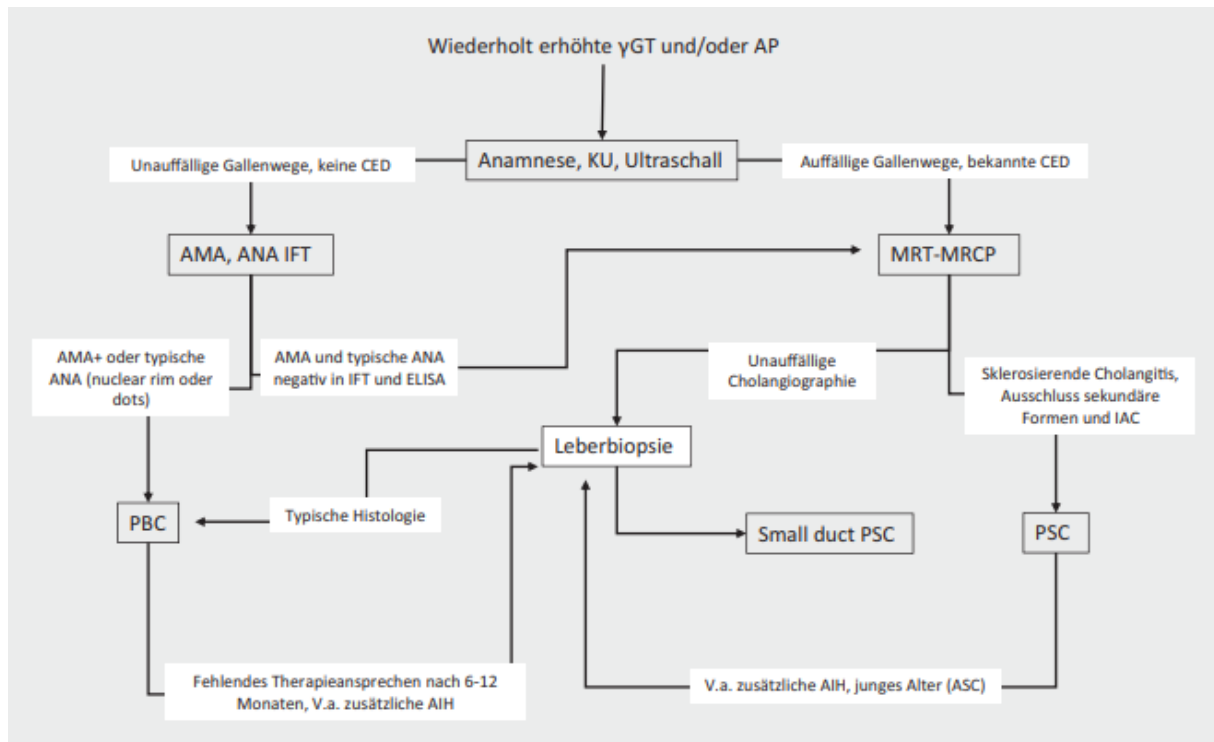 Wiederholt erhöhte γGT und/oder AP
Unauffällige Gallenwege, keine CED
Anamnese, KU, Ultraschall
Auffällige Gallenwege, bekannte CED
AMA, ANA IFT
MRT-MRCP
AMA+ oder typische
ANA (nuclear rim oder
dots)
AMA und typische ANA
negativ in IFT und ELISA
Unauffällige
Cholangiographie
Sklerosierende Cholangitis,
Ausschluss sekundäre
Formen und IAC
Leberbiopsie
PBC
Typische Histologie
Small duct PSC
PSC
Fehlendes Therapieansprechen nach 6-12
Monaten, V.a. zusätzliche AIH
V.a. zusätzliche AIH, junges Alter (ASC)